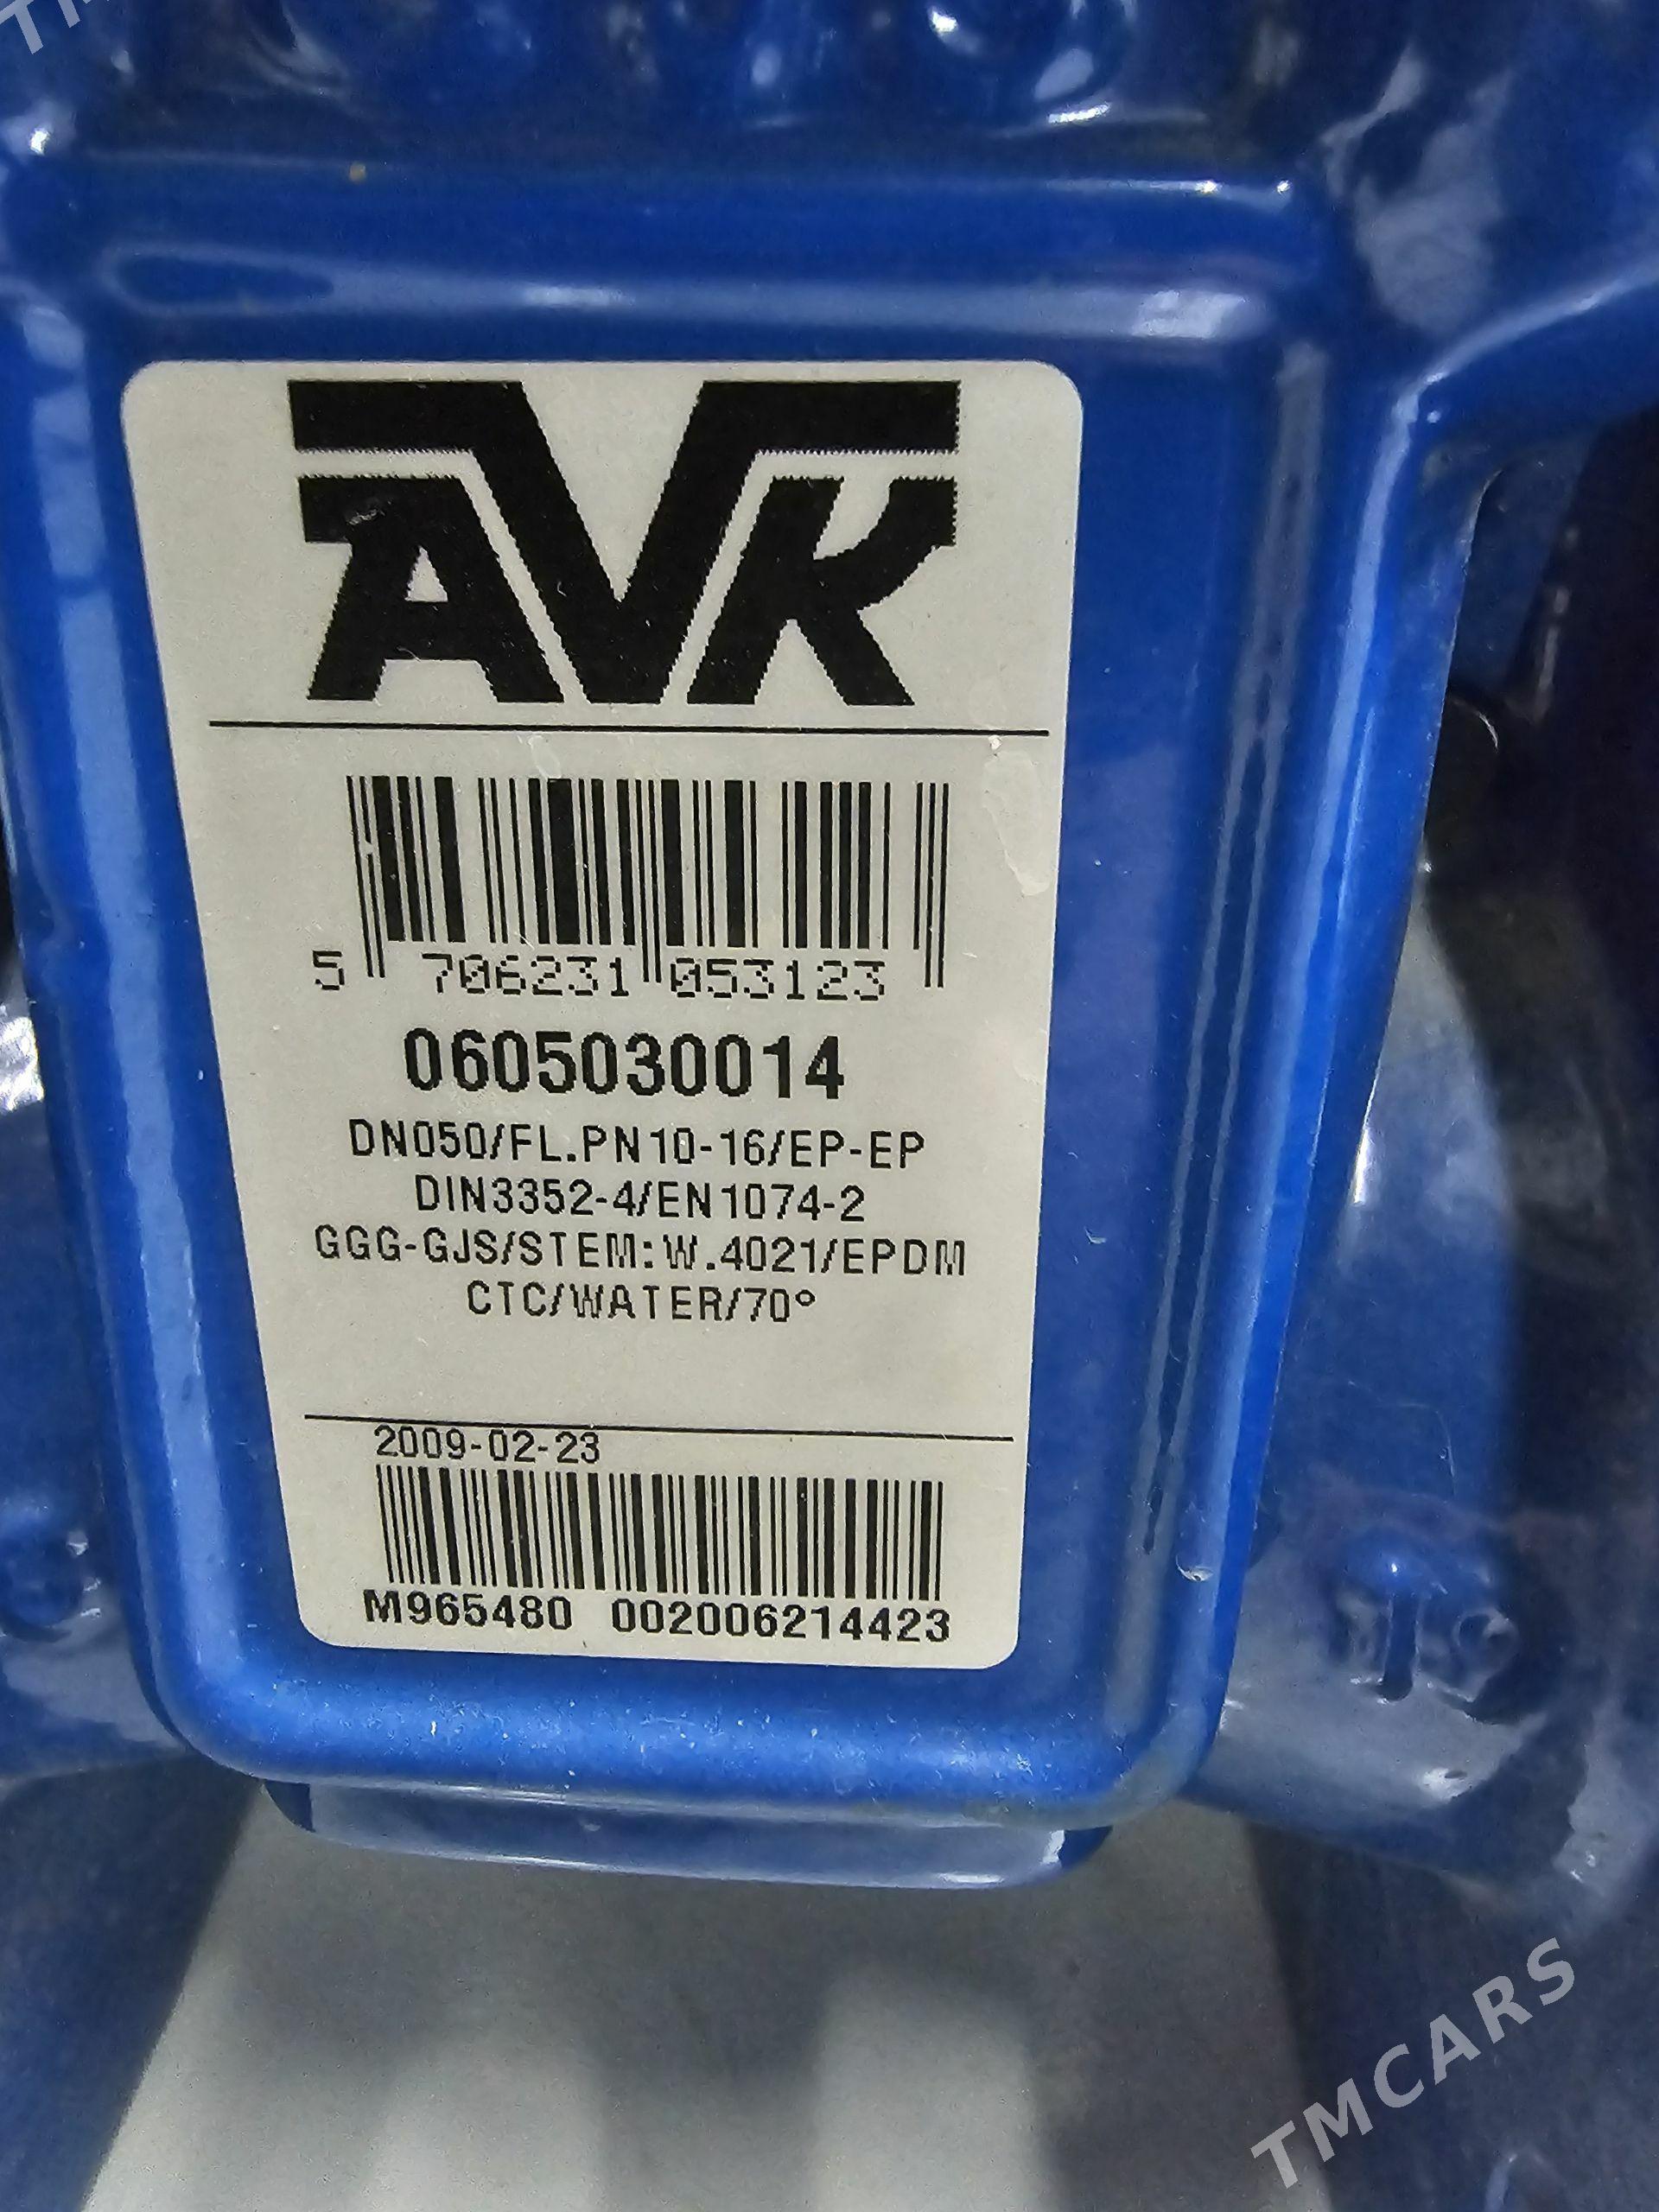 AVK
5 706231 053123
0605030014
DN050/FL.PN10-16/EP-EP
DIN3352-4/EN1074-2
GGG-GJS/STEM:W.4021/EPDM
CTC/WATER/70°
2009-02-23
M965480 002006214423
TMCARS